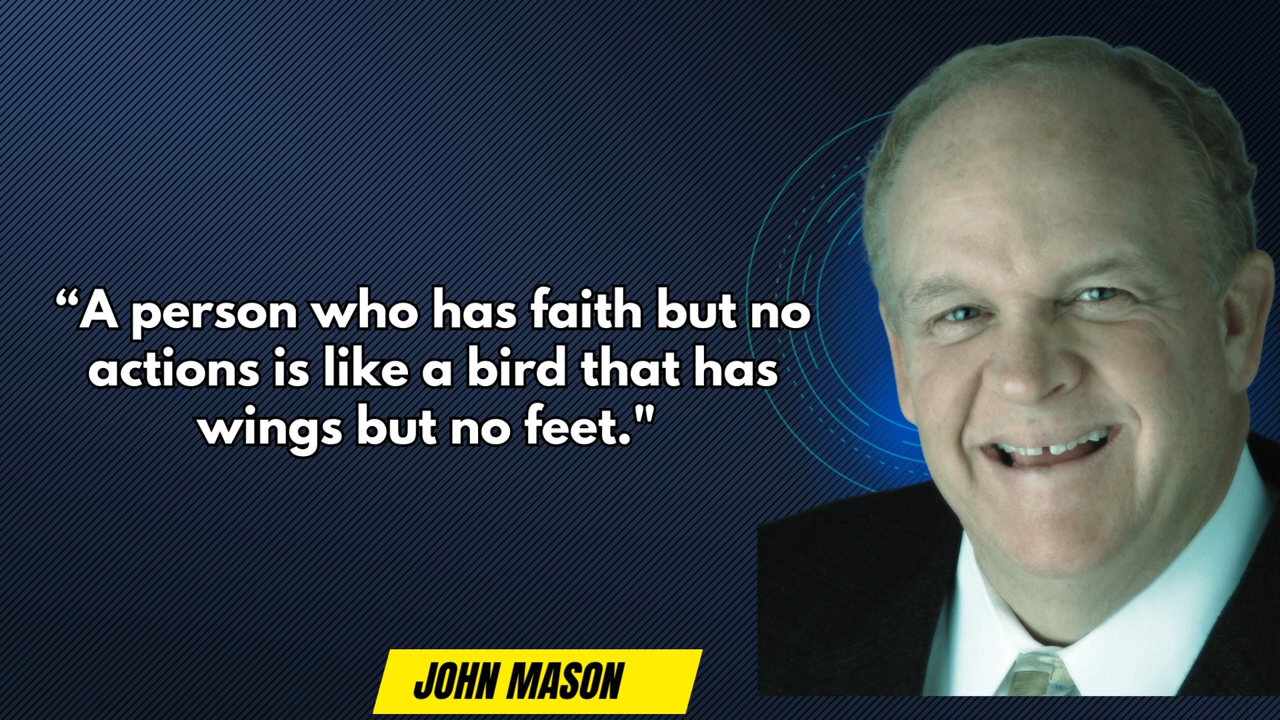 “A person who has faith but no
actions is like a bird that has
wings but no feet."
JOHN MASON